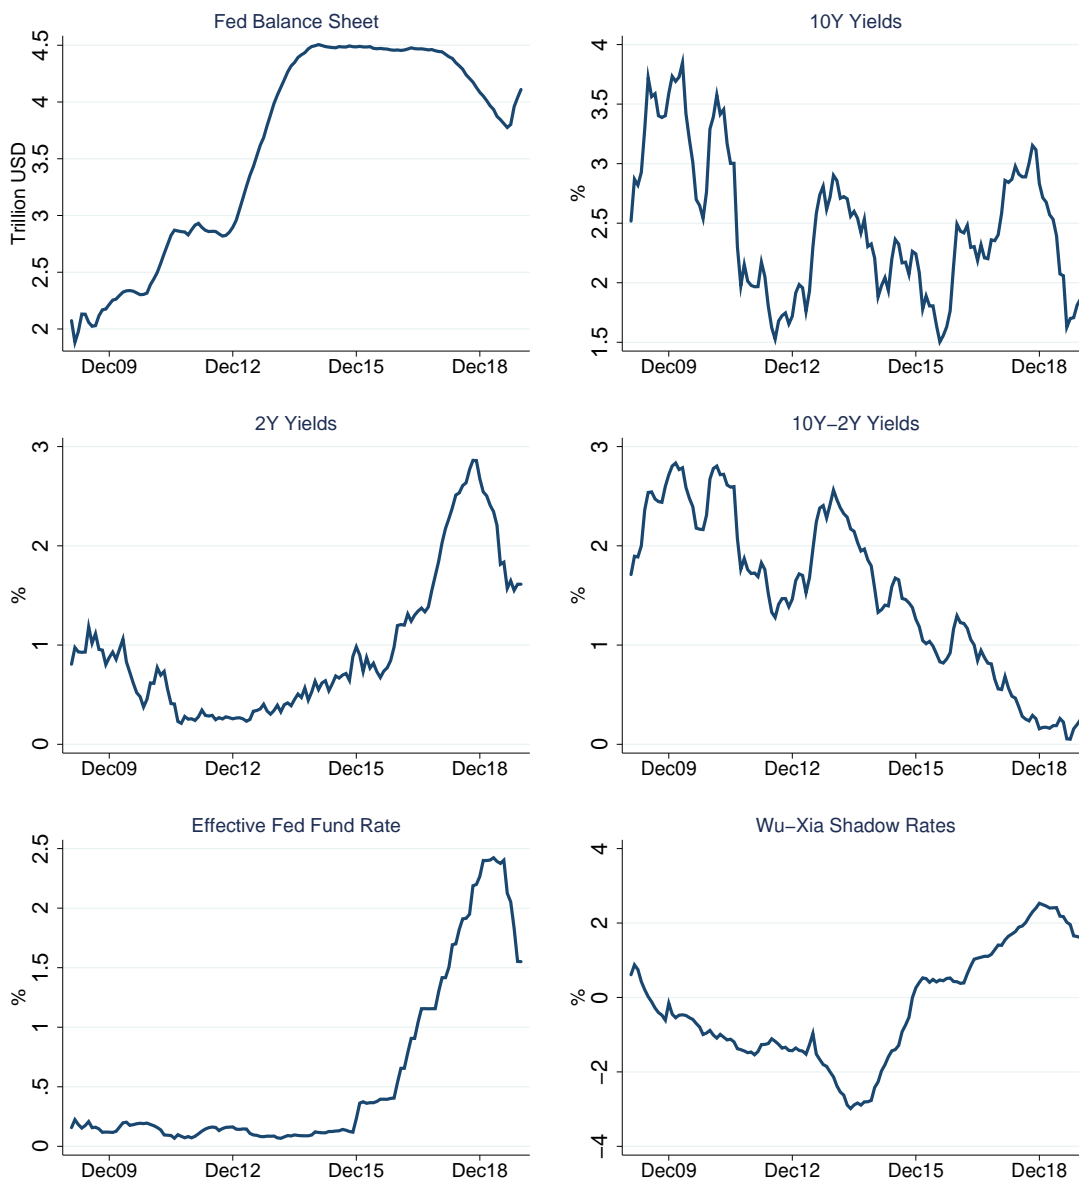 Fed Balance Sheet
Trillion USD
4.5
4
3.5
3
2.5
2
Dec09 Dec12 Dec15 Dec18
10Y Yields
%
4
3.5
3
2.5
2
1.5
Dec09 Dec12 Dec15 Dec18
2Y Yields
%
3
2
1
0
Dec09 Dec12 Dec15 Dec18
10Y−2Y Yields
%
3
2
1
0
Dec09 Dec12 Dec15 Dec18
Effective Fed Fund Rate
%
2.5
2
1.5
1
.5
0
Dec09 Dec12 Dec15 Dec18
Wu−Xia Shadow Rates
%
4
2
0
−2
−4
Dec09 Dec12 Dec15 Dec18